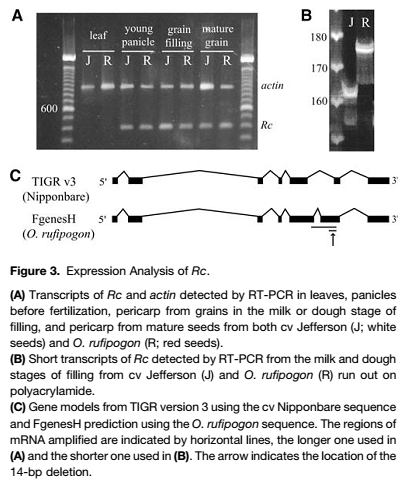 A
B
leaf
young
panicle
grain
filling
mature
grain
J R J R J R J R
J R
180
170
160
600
actin
Rc
C
TIGR v3
(Nipponbare)
5'
3'
FgenesH
(O. rufipogon)
5'
3'
Figure 3. Expression Analysis of Rc.
(A) Transcripts of Rc and actin detected by RT-PCR in leaves, panicles
before fertilization, pericarp from grains in the milk or dough stage of
filling, and pericarp from mature seeds from both cv Jefferson (J; white
seeds) and O. rufipogon (R; red seeds).
(B) Short transcripts of Rc detected by RT-PCR from the milk and dough
stages of filling from cv Jefferson (J) and O. rufipogon (R) run out on
polyacrylamide.
(C) Gene models from TIGR version 3 using the cv Nipponbare sequence
and FgenesH prediction using the O. rufipogon sequence. The regions of
mRNA amplified are indicated by horizontal lines, the longer one used in
(A) and the shorter one used in (B). The arrow indicates the location of the
14-bp deletion.